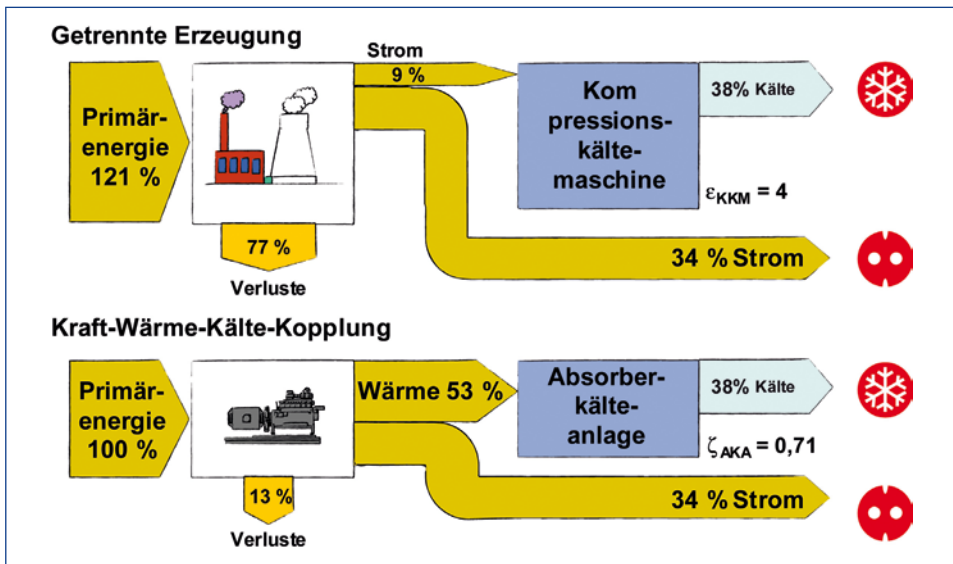 Getrennte Erzeugung
Primär-
energie
121 %
Strom
9 %
Kom
pressions-
kälte-
maschine
38% Kälte
εKKM = 4
77 %
Verluste
34 % Strom
Kraft-Wärme-Kälte-Kopplung
Primär-
energie
100 %
Wärme 53 %
Absorber-
kälte-
anlage
38% Kälte
ζAKA = 0,71
13 %
Verluste
34 % Strom